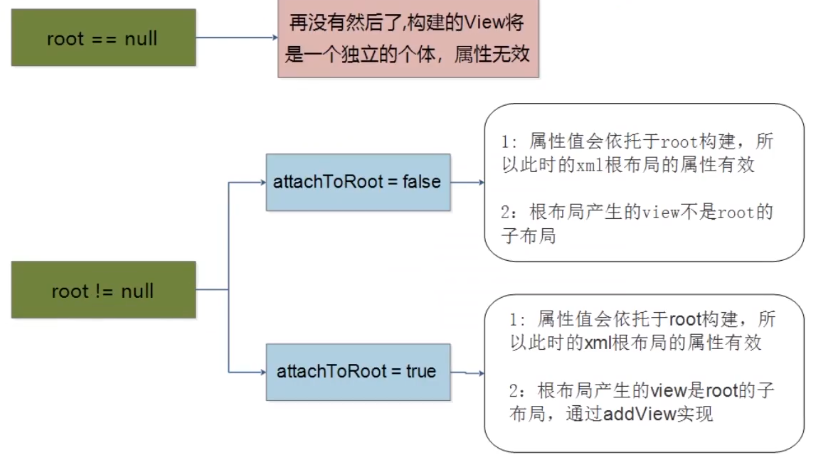 root == null
再没有然后了,构建的View将
是一个独立的个体，属性无效
attachToRoot = false
1：属性值会依托于root构建，所
以此时的xml根布局的属性有效
2：根布局产生的view不是root的
子布局
root != null
attachToRoot = true
1：属性值会依托于root构建，所
以此时的xml根布局的属性有效
2：根布局产生的view是root的子
布局，通过addView实现